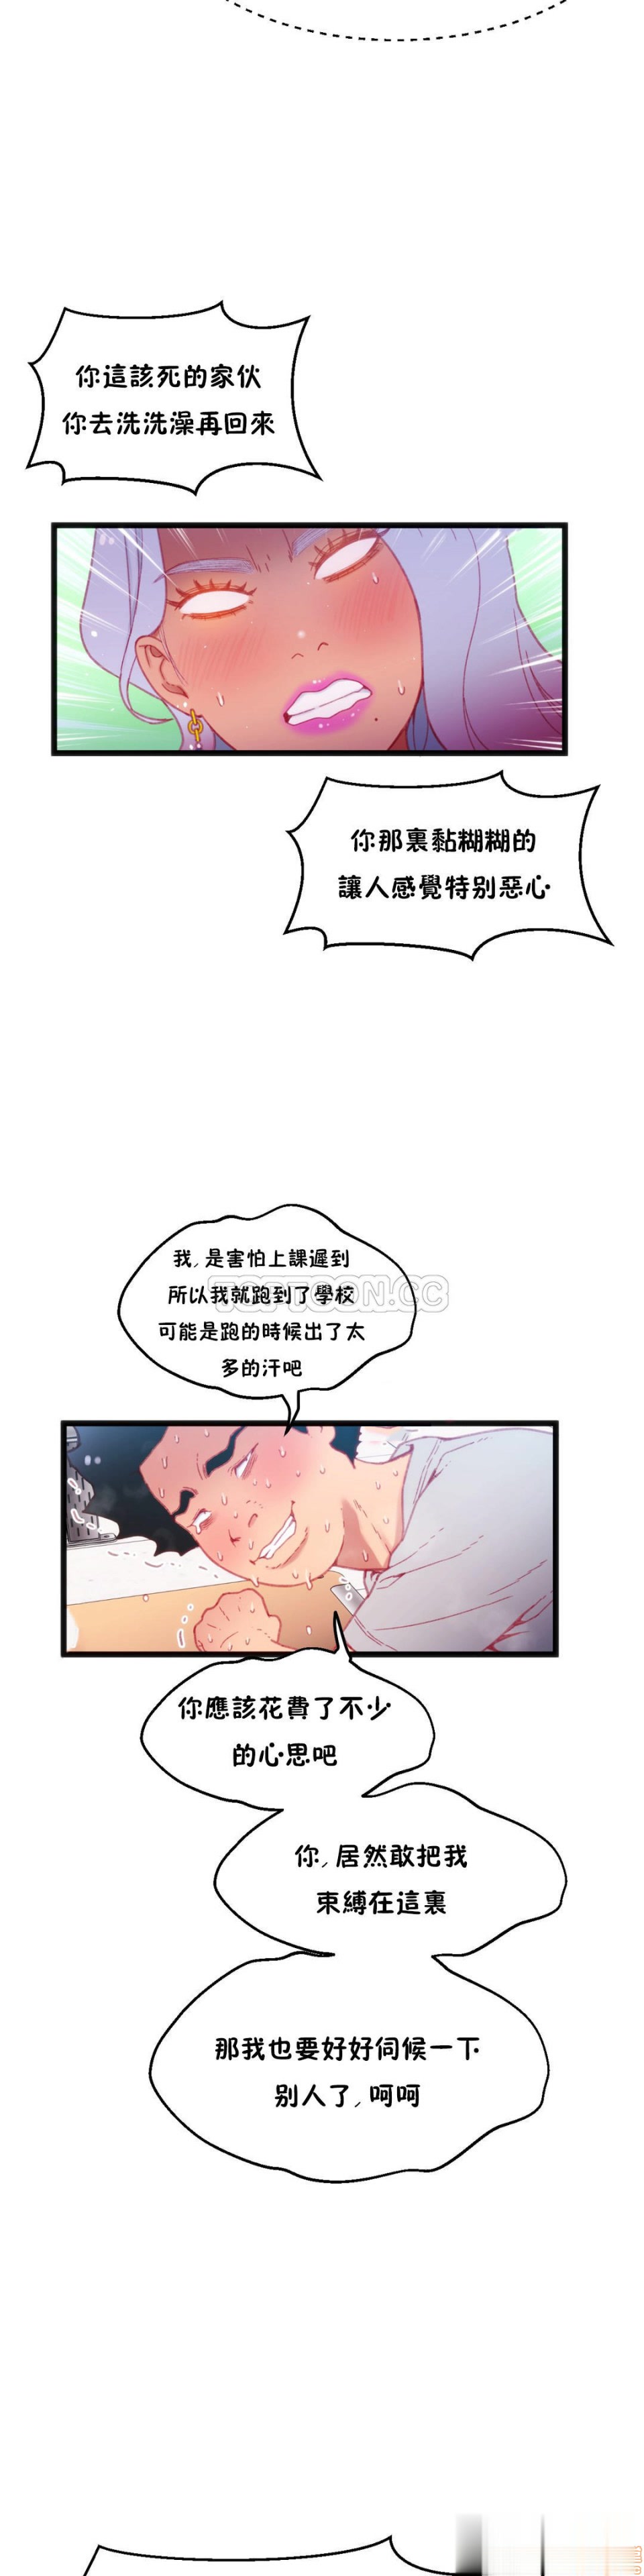 你這該死的家伙
你去洗洗澡再回來
你那裏黏糊糊的
讓人感覺特别惡心
我, 是害怕上課遲到
所以我就跑到了學校
TOPTOON.CC
可能是跑的時候出了太
多的汗吧
你應該花費了不少
的心思吧
你, 居然敢把我
束縛在這裏
那我也要好好伺候一下
别人了, 呵呵